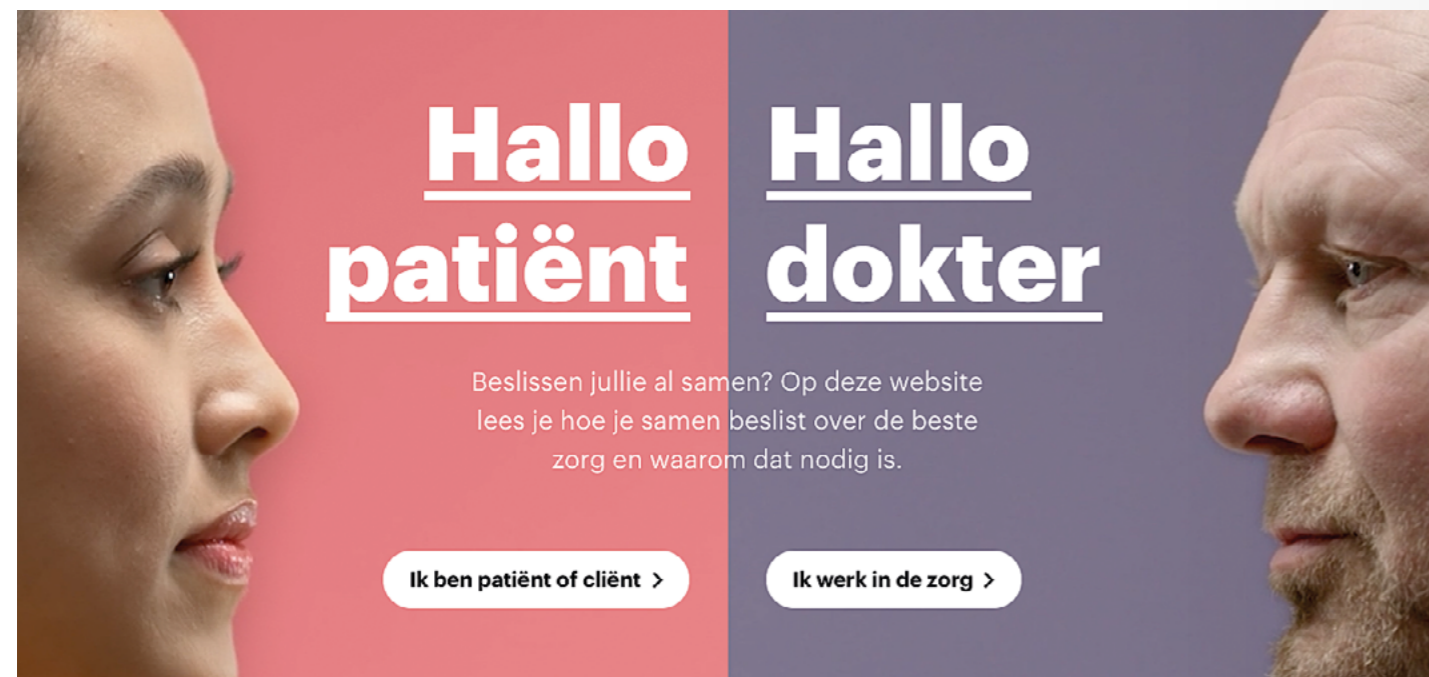 Hallo
patiënt
Hallo
dokter
Beslissen jullie al samen? Op deze website
lees je hoe je samen beslist over de beste
zorg en waarom dat nodig is.
Ik ben patiënt of cliënt >
Ik werk in de zorg >